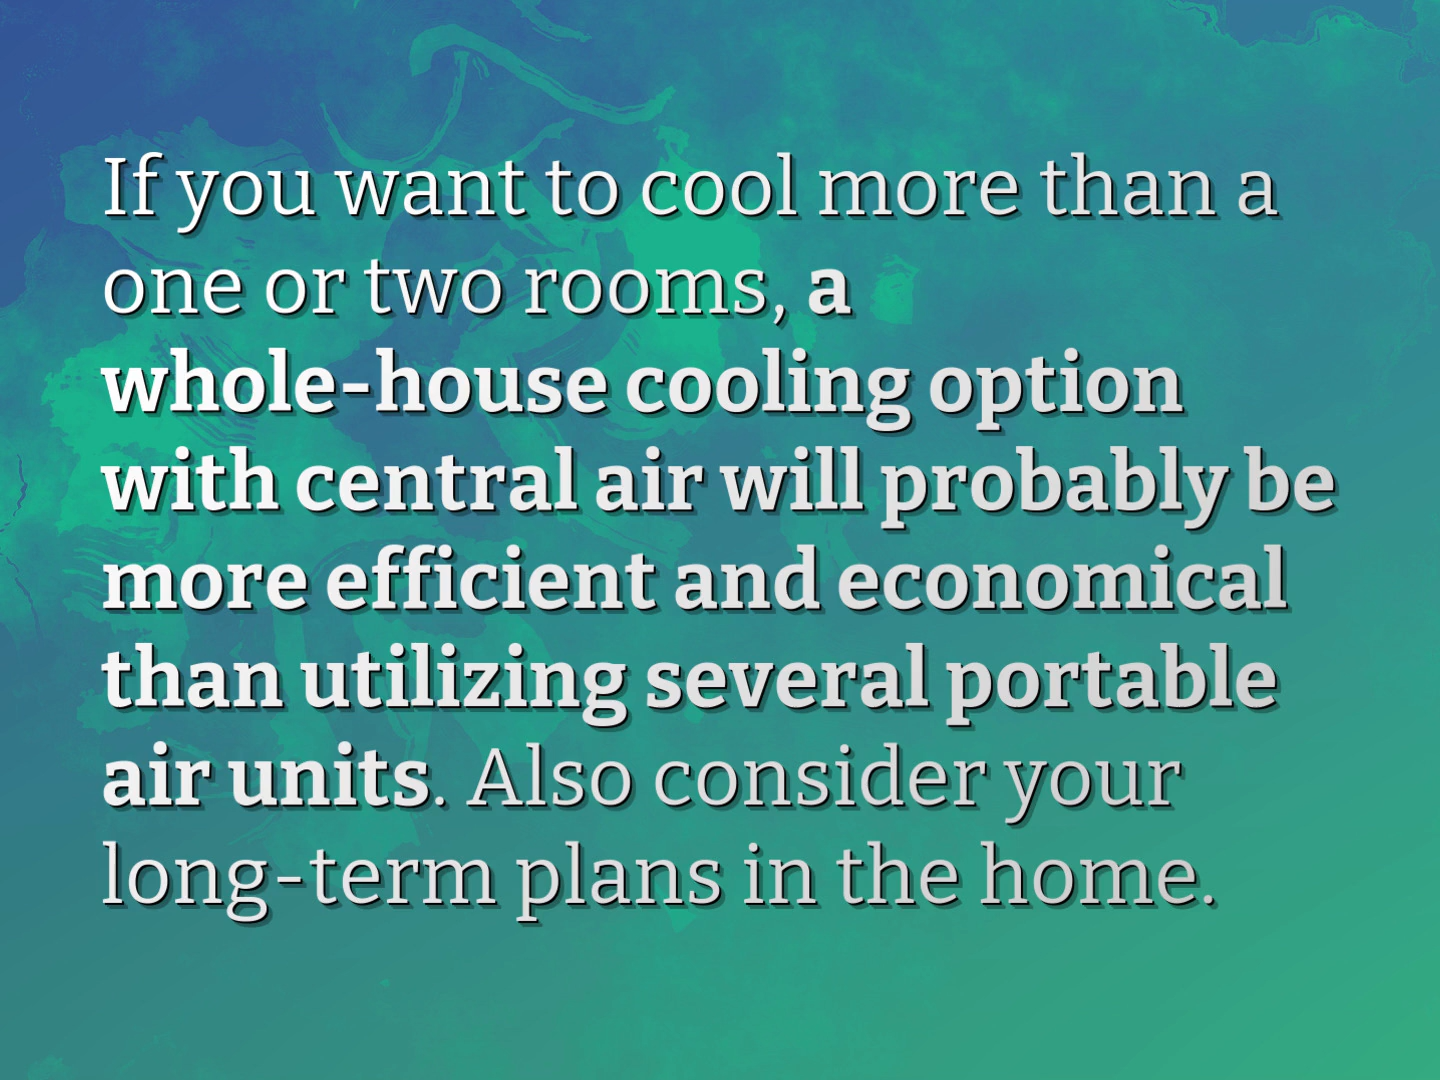 If you want to cool more than a
one or two rooms, a
whole-house cooling option
with central air will probably be
more efficient and economical
than utilizing several portable
air units. Also consider your
long-term plans in the home.